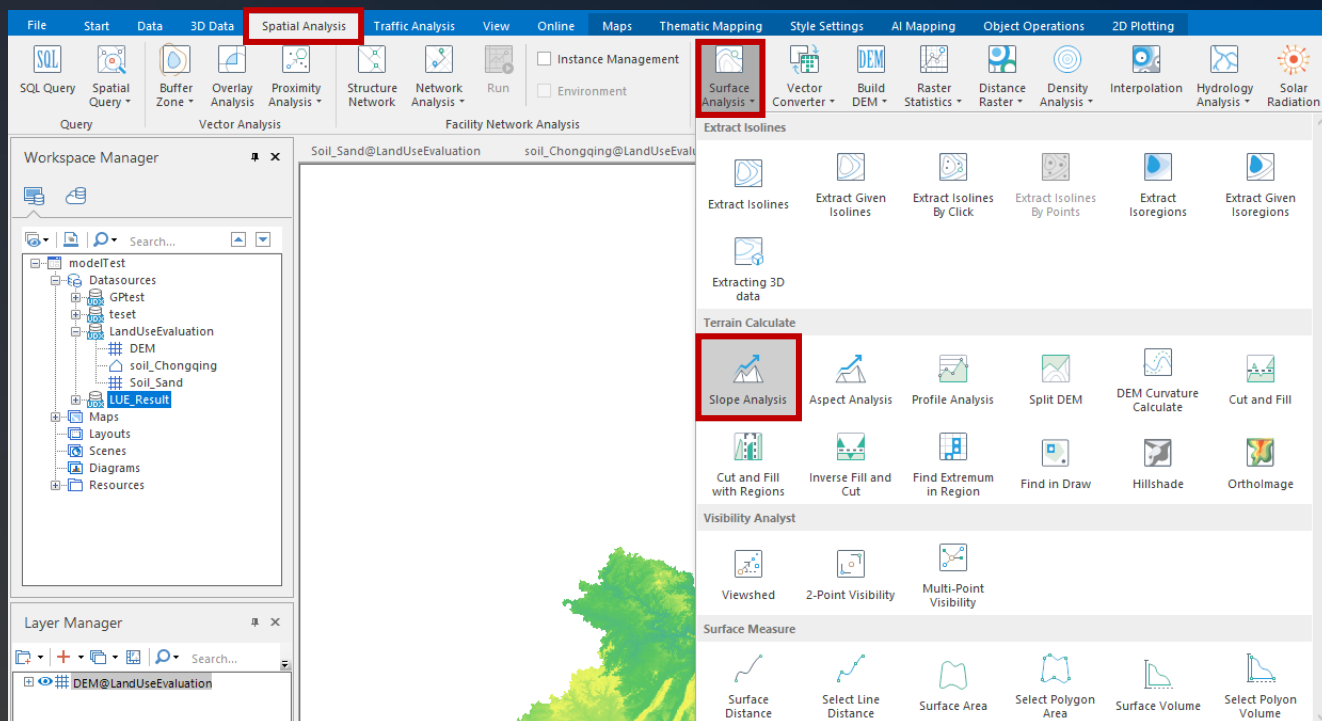 File Start Data 3D Data Spatial Analysis Traffic Analysis View Online Maps Thematic Mapping Style Settings AI Mapping Object Operations 2D Plotting
SQL
SQL Query
Spatial
Query
Buffer
Zone
Overlay
Analysis
Proximity
Analysis
Structure
Network
Network
Analysis
Run
Instance Management
Environment
Surface
Analysis
Vector
Converter
DEM
Build
DEM
Raster
Statistics
Distance
Raster
Density
Analysis
Interpolation
Hydrology
Analysis
Solar
Radiation
Query
Vector Analysis
Facility Network Analysis
Workspace Manager
Search...
modelTest
Datasources
UDX
GPtest
UDX
teset
UDX
LandUseEvaluation
DEM
soil_Chongqing
Soil_Sand
UDX
LUE_Result
Maps
Layouts
Scenes
Diagrams
Resources
Layer Manager
Search...
DEM@LandUseEvaluation
Soil_Sand@LandUseEvaluation
soil_Chongqing@LandUseEvalu
Extract Isolines
Extract Isolines
Extract Given
Isolines
Extract Isolines
By Click
Extract Isolines
By Points
Extract
Isoregions
Extract Given
Isoregions
Extracting 3D
data
Terrain Calculate
Slope Analysis
Aspect Analysis
Profile Analysis
Split DEM
DEM Curvature
Calculate
Cut and Fill
Cut and Fill
with Regions
Inverse Fill and
Cut
Find Extremum
in Region
Find in Draw
Hillshade
OrthoImage
Visibility Analyst
Viewshed
2-Point Visibility
Multi-Point
Visibility
Surface Measure
Surface
Distance
Select Line
Distance
Surface Area
Select Polygon
Area
Surface Volume
Select Polyon
Volume